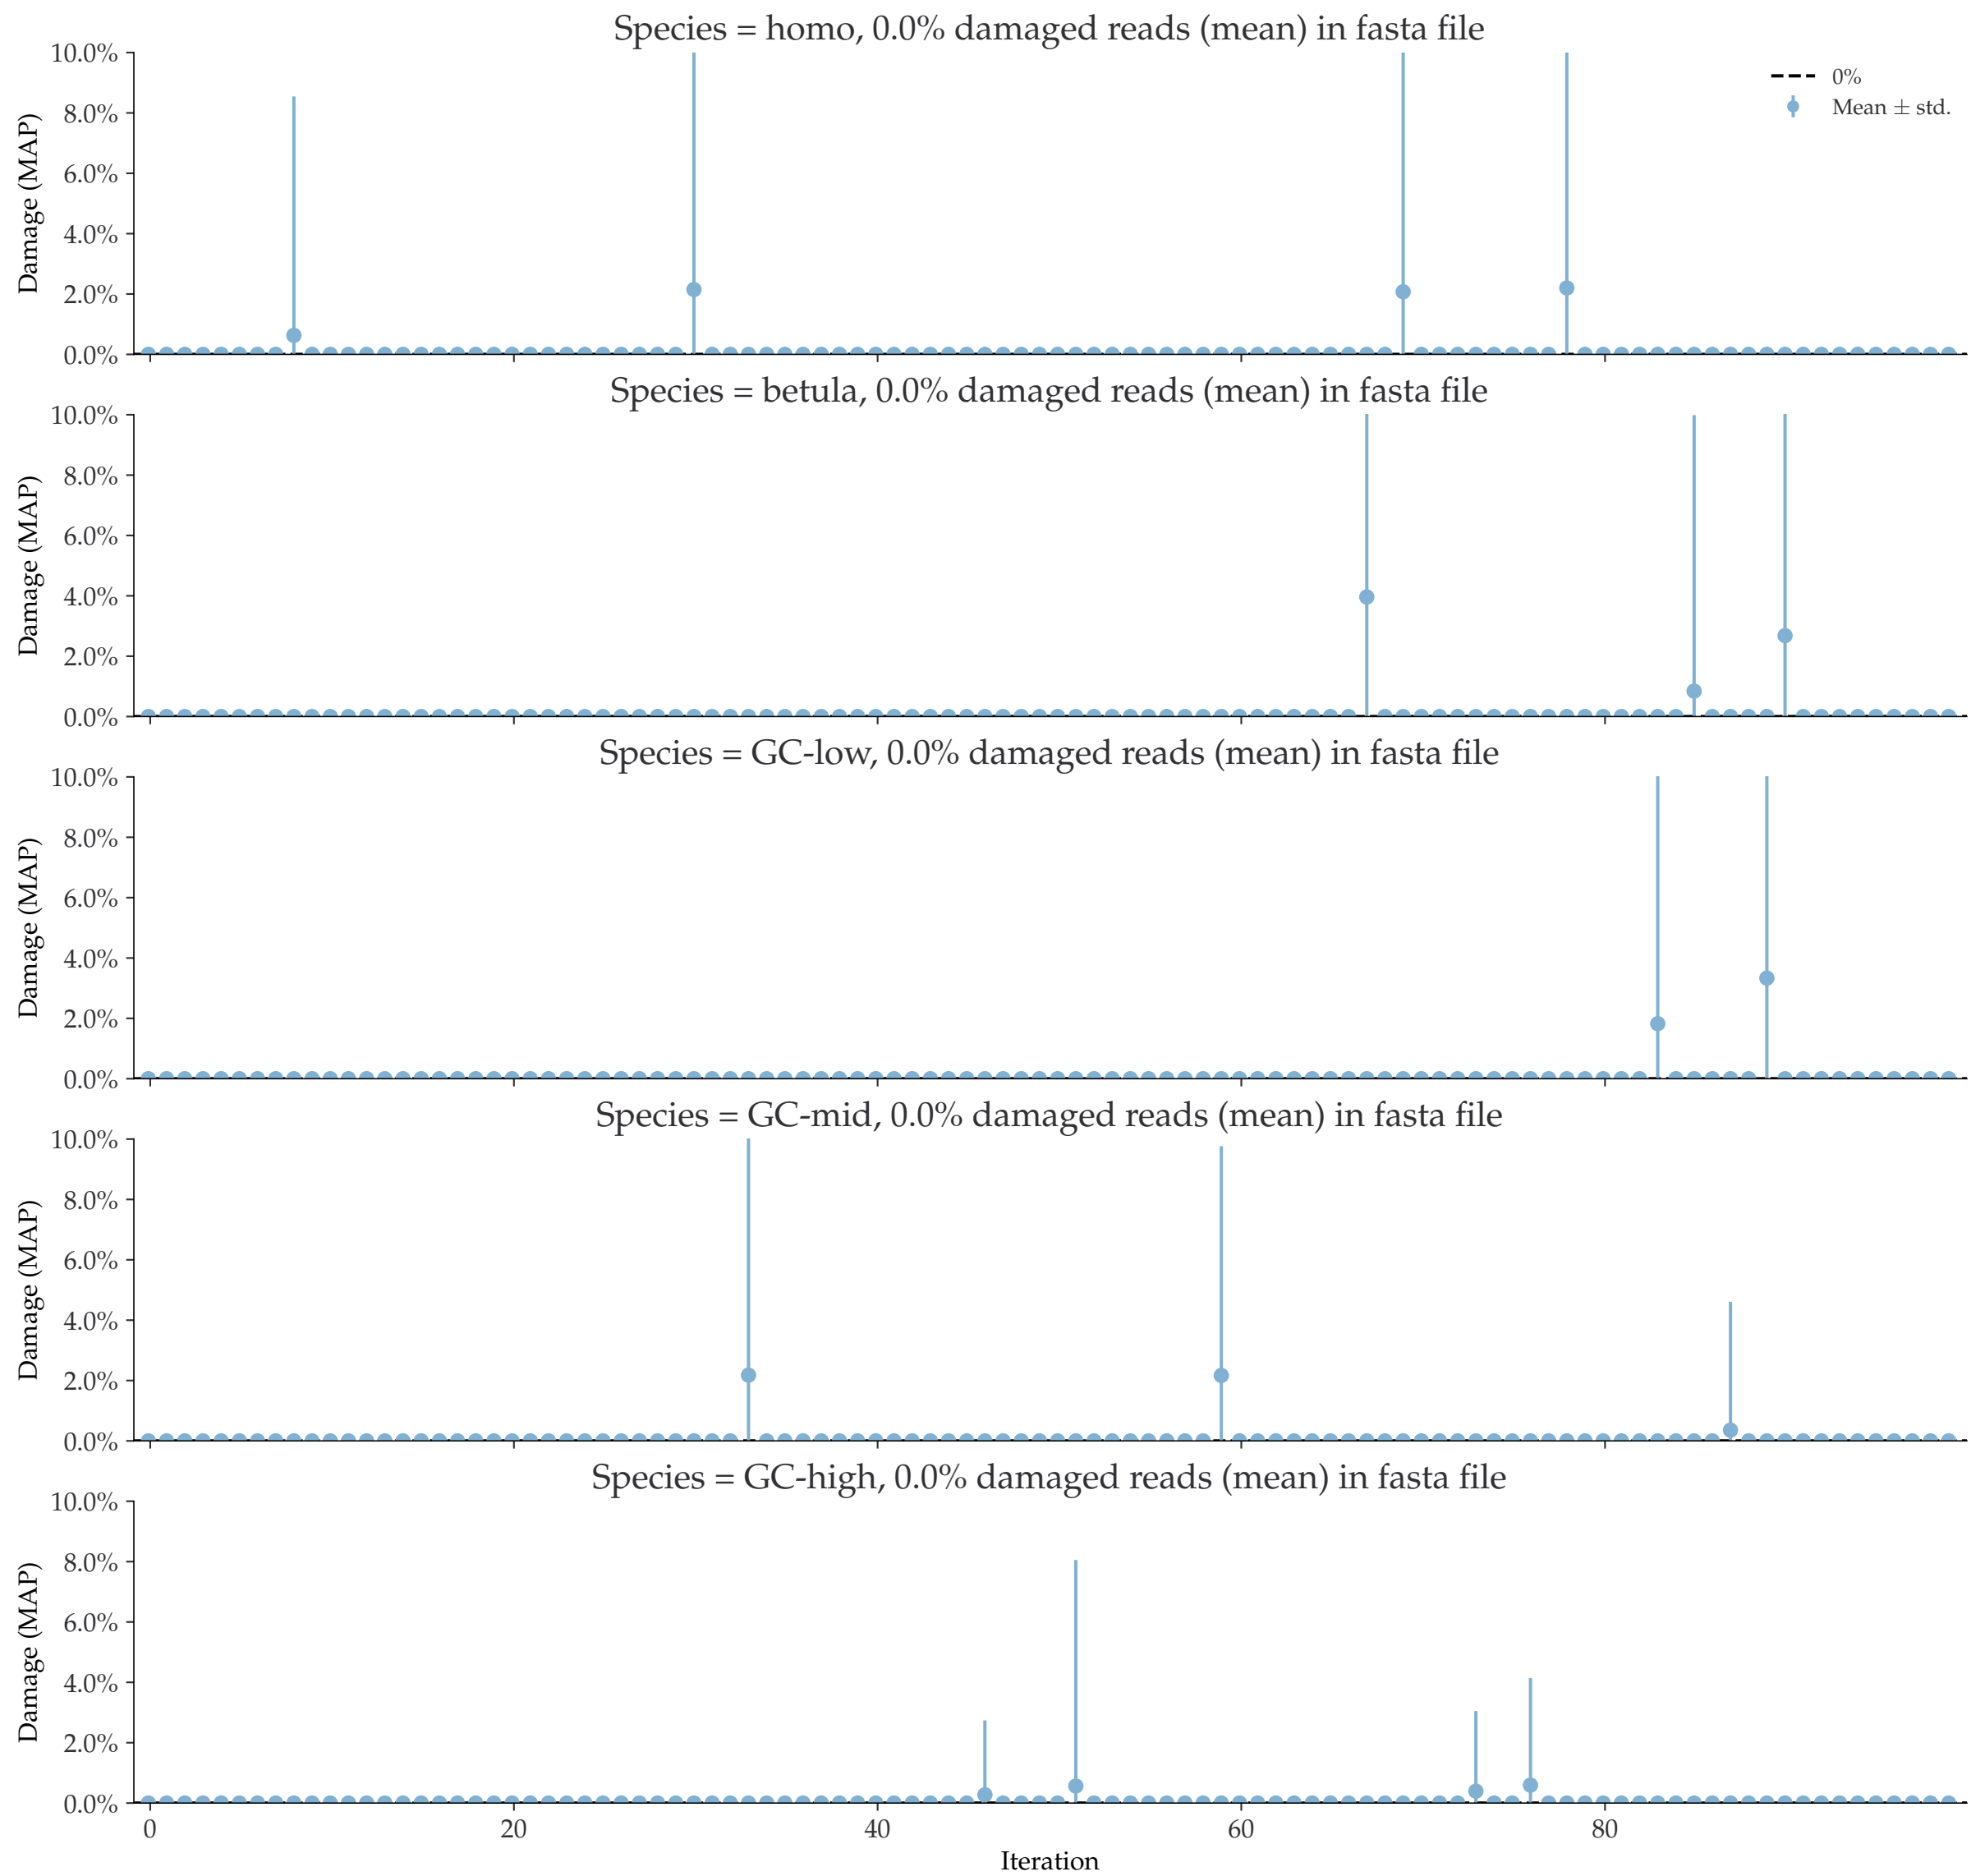 Species = homo, 0.0% damaged reads (mean) in fasta file
10.0%
8.0%
6.0%
4.0%
2.0%
0.0%
Damage (MAP)
0%
Mean ± std.
Species = betula, 0.0% damaged reads (mean) in fasta file
10.0%
8.0%
6.0%
4.0%
2.0%
0.0%
Damage (MAP)
Species = GC-low, 0.0% damaged reads (mean) in fasta file
10.0%
8.0%
6.0%
4.0%
2.0%
0.0%
Damage (MAP)
Species = GC-mid, 0.0% damaged reads (mean) in fasta file
10.0%
8.0%
6.0%
4.0%
2.0%
0.0%
Damage (MAP)
Species = GC-high, 0.0% damaged reads (mean) in fasta file
10.0%
8.0%
6.0%
4.0%
2.0%
0.0%
Damage (MAP)
0 20 40 60 80
Iteration